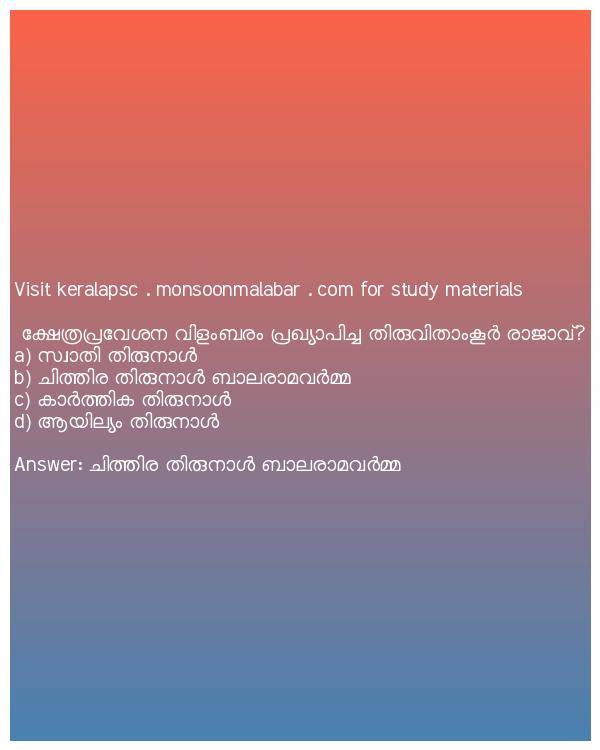 Visit keralapsc . monsoonmalabar . com for study materials
ക്ഷേത്രപ്രവേശന വിളംബരം പ്രഖ്യാപിച്ച തിരുവിതാംകൂർ രാജാവ്?
a) സ്വാതി തിരുനാൾ
b) ചിത്തിര തിരുനാൾ ബാലരാമവർമ്മ
c) കാർത്തിക തിരുനാൾ
d) ആയില്യം തിരുനാൾ
Answer: ചിത്തിര തിരുനാൾ ബാലരാമവർമ്മ